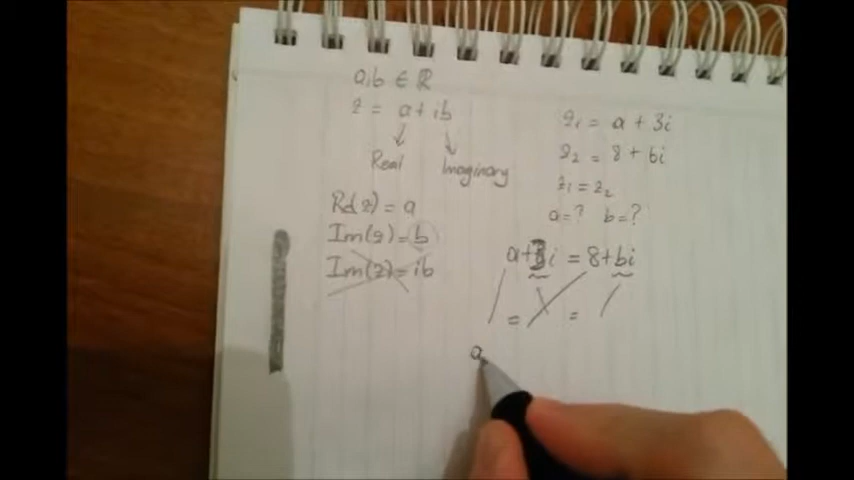 a,b ∈ ℝ
z = a + ib
Real Imaginary
Re(z) = a
Im(z) = b
Im(z) = ib
z₁ = a + 3i
z₂ = 8 + bi
z₁ = z₂
a = ? b = ?
a+3i = 8+bi
= =
a